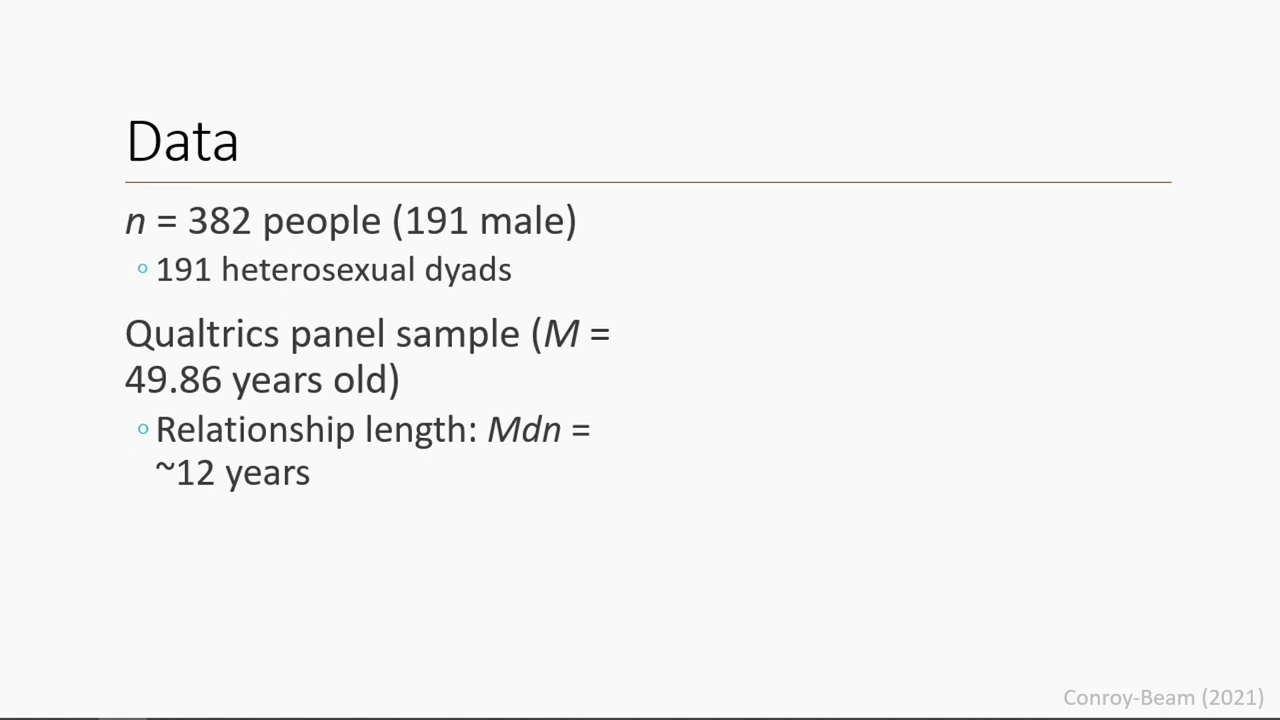 Data
n = 382 people (191 male)
◦ 191 heterosexual dyads
Qualtrics panel sample (M =
49.86 years old)
◦ Relationship length: Mdn =
~12 years
Conroy-Beam (2021)